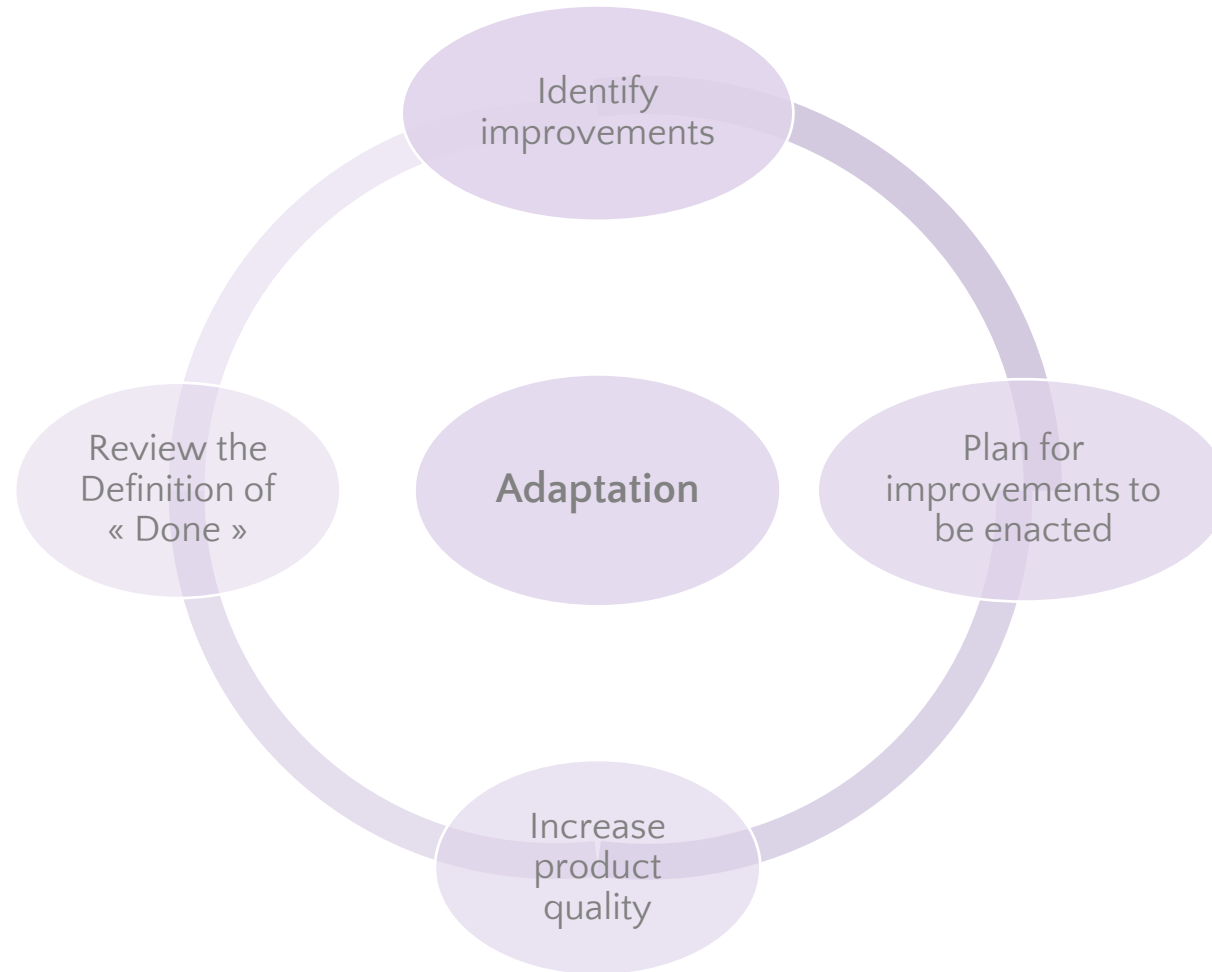 Identify
improvements
Plan for
improvements to
be enacted
Increase
product
quality
Review the
Definition of
« Done »
Adaptation